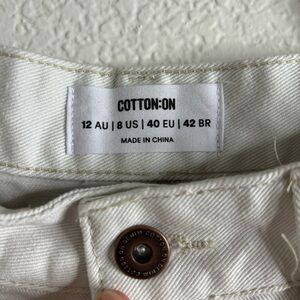 COTTON:ON
12 AU | 8 US | 40 EU | 42 BR
MADE IN CHINA